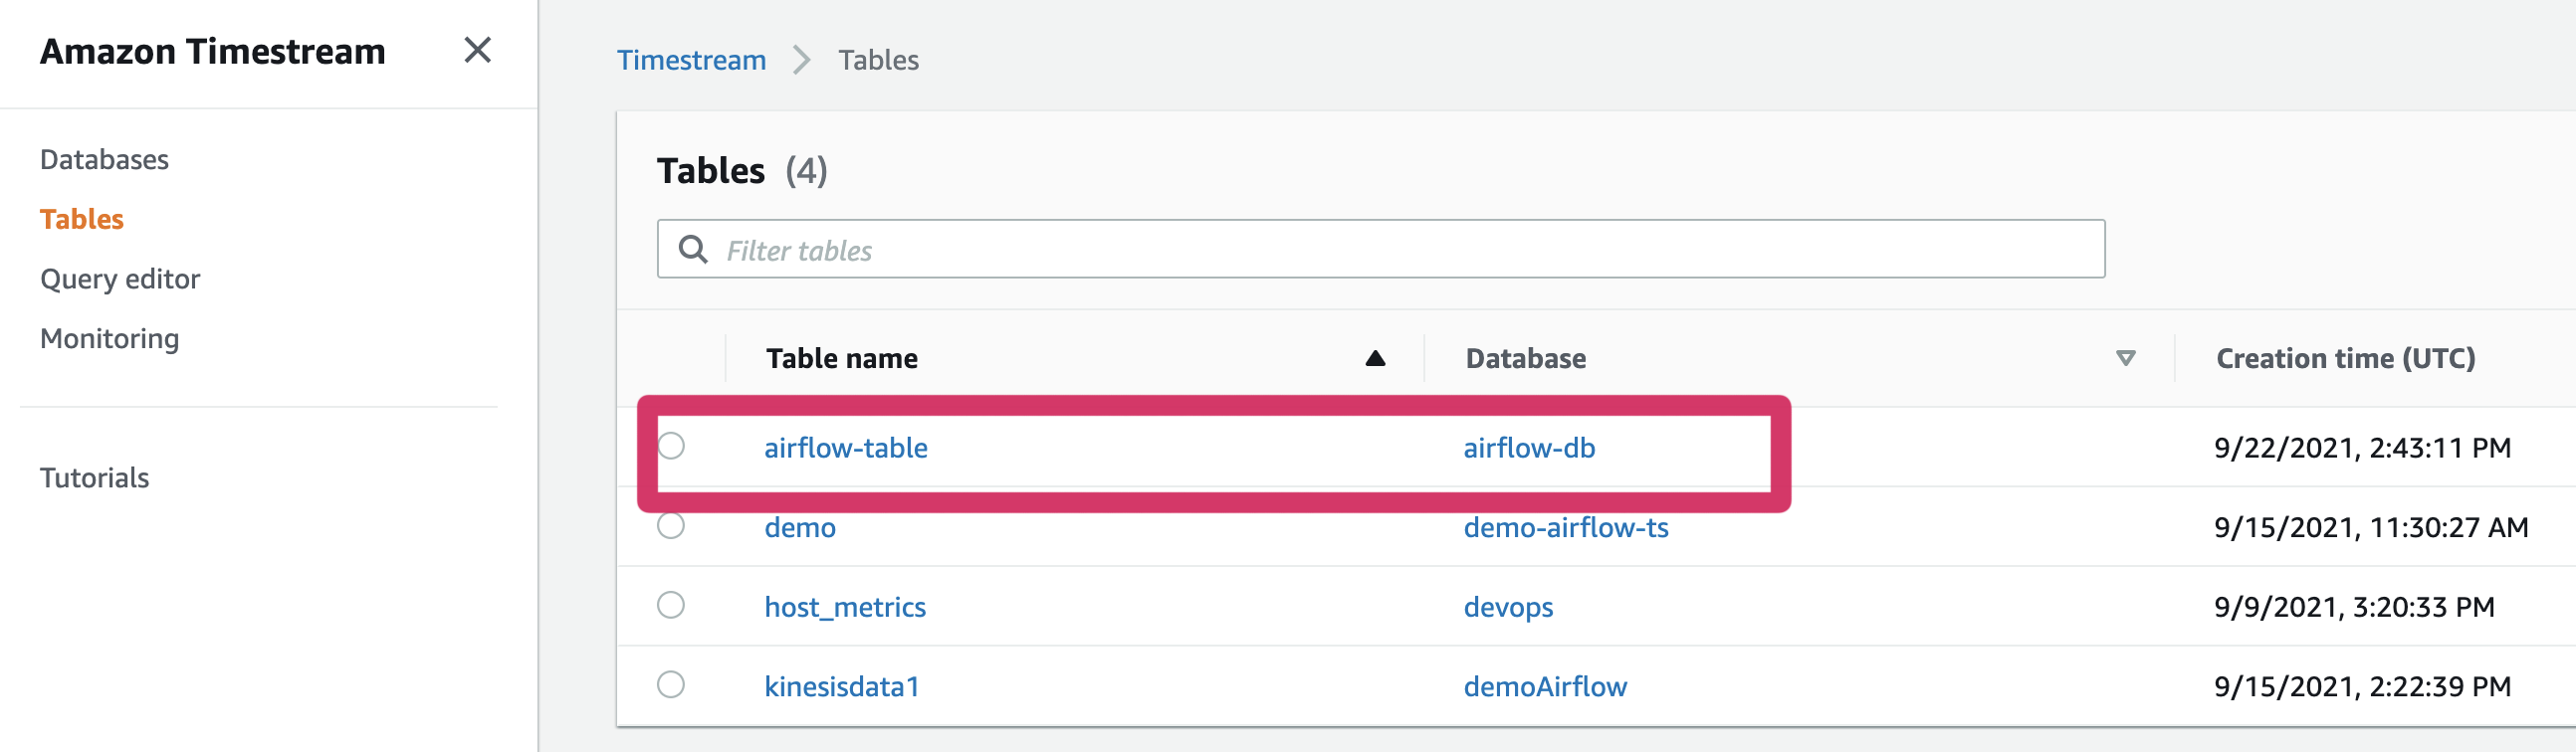 Amazon Timestream
Databases
Tables
Query editor
Monitoring
Tutorials
Timestream > Tables
Tables (4)
Filter tables
Table name Database Creation time (UTC)
airflow-table airflow-db 9/22/2021, 2:43:11 PM
demo demo-airflow-ts 9/15/2021, 11:30:27 AM
host_metrics devops 9/9/2021, 3:20:33 PM
kinesisdata1 demoAirflow 9/15/2021, 2:22:39 PM